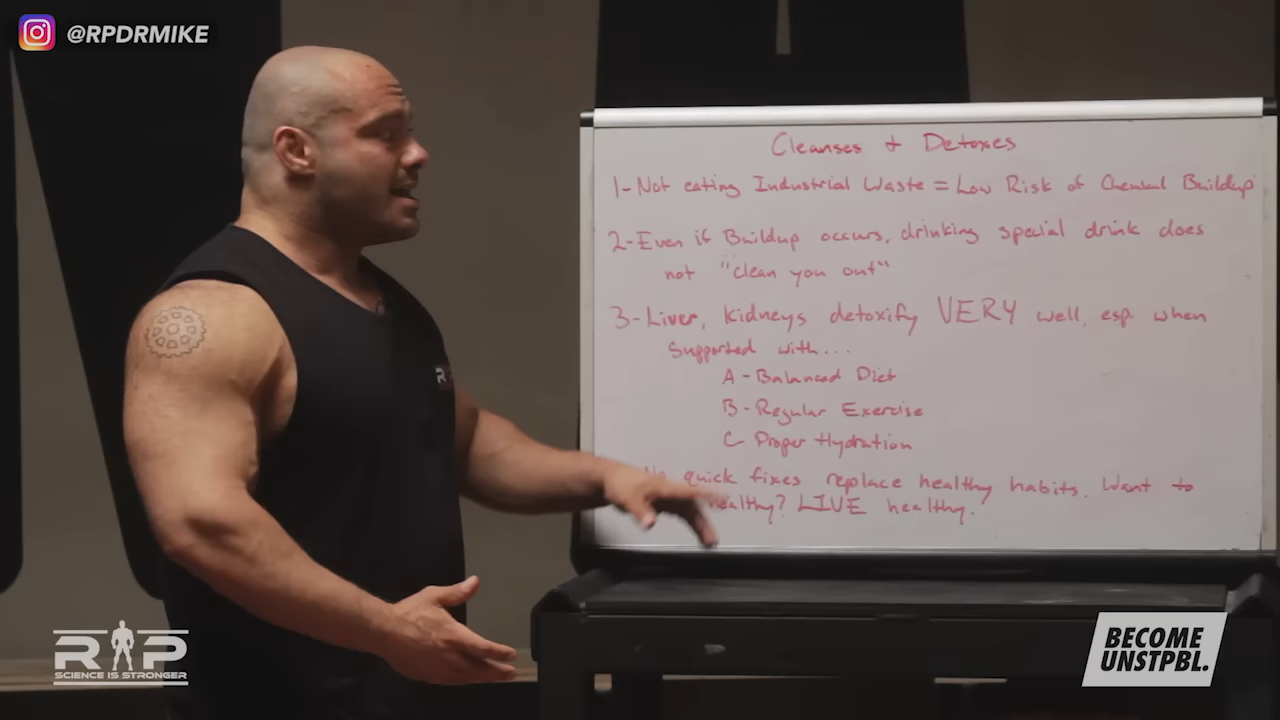 @RPDRMIKE
Cleanses + Detoxes
1-Not eating Industrial Waste = Low Risk of Chemical Buildup
2-Even if Buildup occurs, drinking special drink does
not "clean you out"
3-Liver, kidneys detoxify VERY well, esp. when
supported with...
A-Balanced Diet
B-Regular Exercise
C-Proper Hydration
No quick fixes replace healthy habits. Want to
healthy? LIVE healthy.
R
RP
SCIENCE IS STRONGER
BECOME
UNSTPBL.